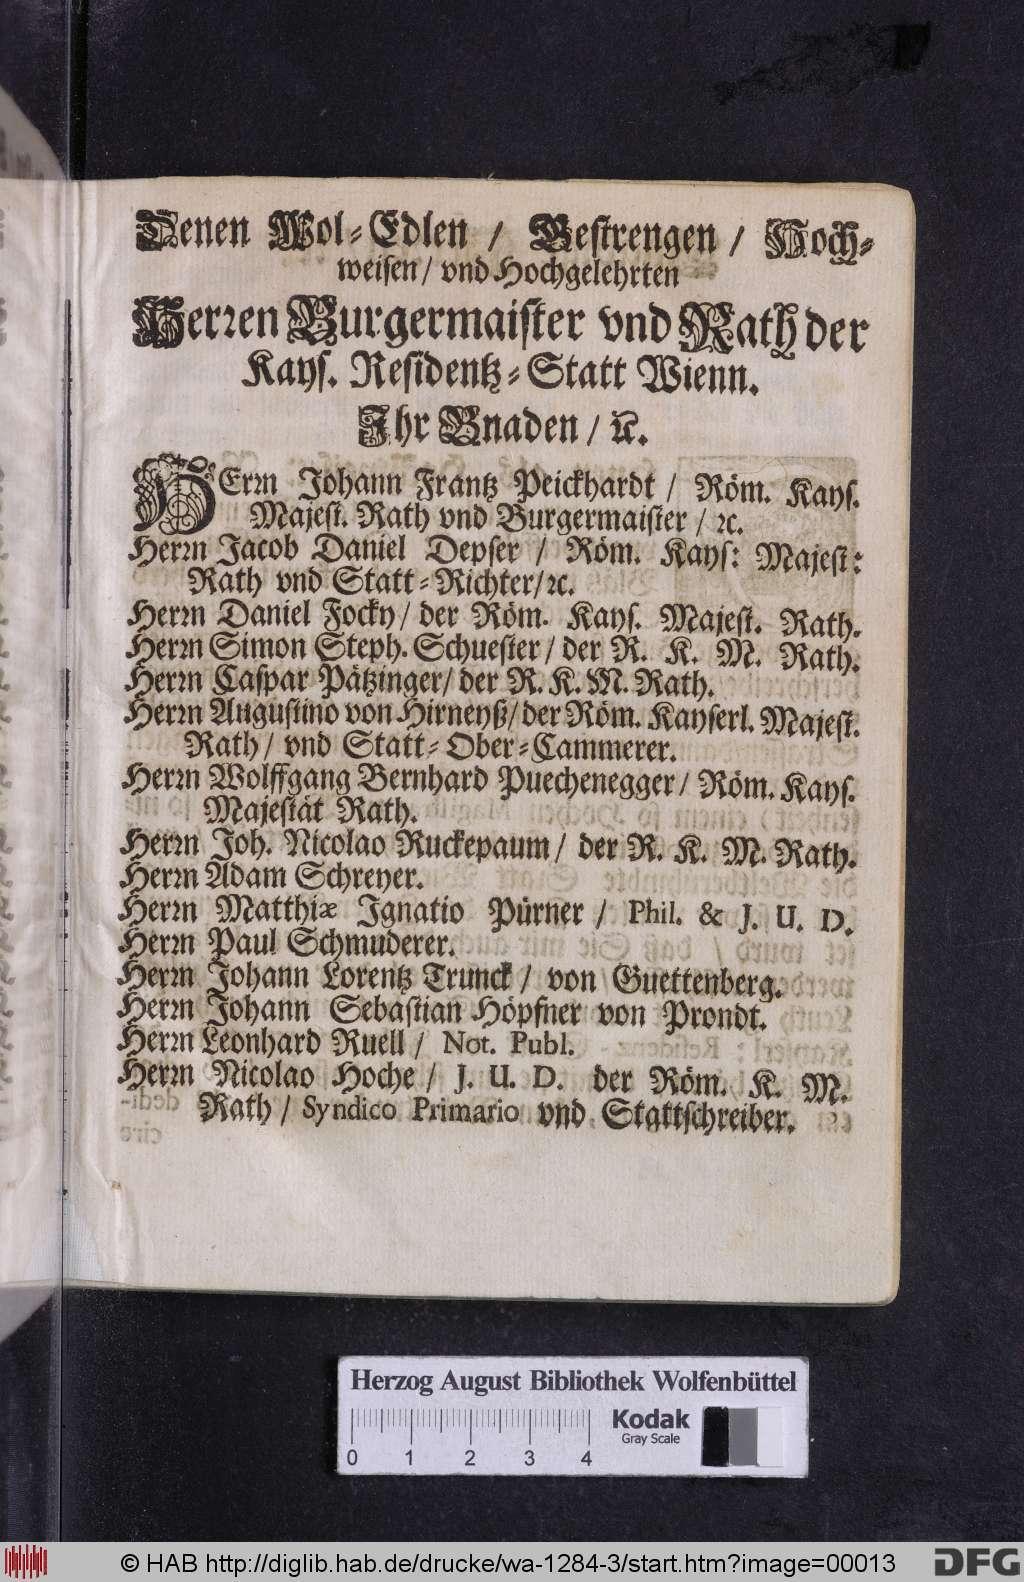 Denen Wol-Edlen / Gestrengen / Hoch-
weisen / vnd Hochgelehrten
Herren Burgermaister vnd Rath der
Kays. Residentz-Statt Wienn.
Ihr Gnaden / ꝛc.
HErrn Johann Frantz Peickhardt / Röm. Kays.
Majest. Rath vnd Burgermaister / ꝛc.
Herrn Jacob Daniel Depser / Röm. Kays: Majest:
Rath vnd Statt-Richter/ꝛc.
Herrn Daniel Focky / der Röm. Kays. Majest. Rath.
Herrn Simon Steph. Schuester / der R. K. M. Rath.
Herrn Caspar Pätzinger / der R. K. M. Rath.
Herrn Augustino von Hirneyß / der Röm. Kayserl. Majest.
Rath / vnd Statt-Ober-Cammerer.
Herrn Wolffgang Bernhard Puechenegger / Röm. Kays.
Majestät Rath.
Herrn Joh. Nicolao Ruckepaum / der R. K. M. Rath.
Herrn Adam Schreyer.
Herrn Matthiæ Ignatio Pürner / Phil. & J. U. D.
Herrn Paul Schmuderer.
Herrn Johann Lorentz Trunck / von Guettenberg.
Herrn Johann Sebastian Höpfner von Prondt.
Herrn Leonhard Ruell / Not. Publ.
Herrn Nicolao Hoche / J. U. D. der Röm. K. M.
Rath / Syndico Primario vnd Stattschreiber.
Herzog August Bibliothek Wolfenbüttel
Kodak
Gray Scale
0 1 2 3 4
© HAB http://diglib.hab.de/drucke/wa-1284-3/start.htm?image=00013
DFG